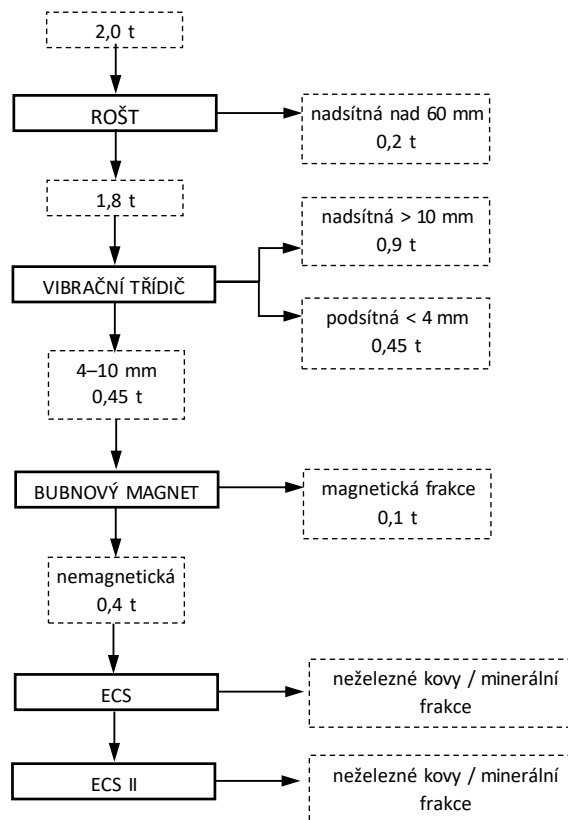 2,0 t
ROŠT
nadsítná nad 60 mm
0,2 t
1,8 t
nadsítná > 10 mm
0,9 t
VIBRAČNÍ TŘÍDIČ
podsítná < 4 mm
0,45 t
4–10 mm
0,45 t
BUBNOVÝ MAGNET
magnetická frakce
0,1 t
nemagnetická
0,4 t
ECS
neželezné kovy / minerální
frakce
ECS II
neželezné kovy / minerální
frakce